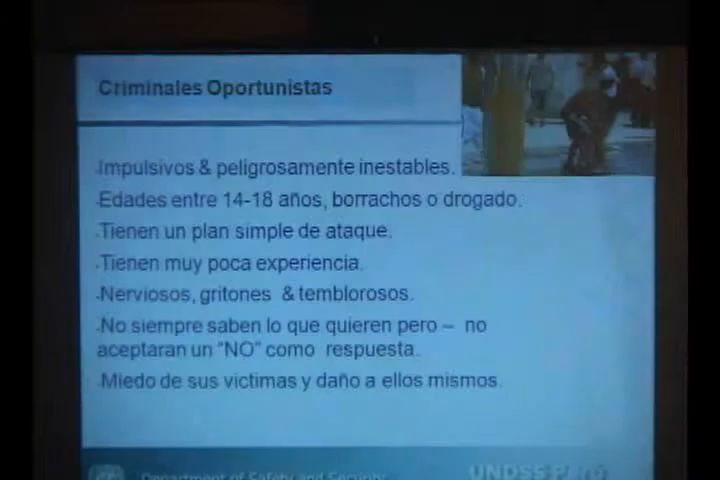 Criminales Oportunistas
.Impulsivos & peligrosamente inestables.
.Edades entre 14-18 años, borrachos o drogado.
.Tienen un plan simple de ataque.
.Tienen muy poca experiencia.
.Nerviosos, gritones & temblorosos.
.No siempre saben lo que quieren pero – no
aceptaran un "NO" como respuesta.
.Miedo de sus victimas y daño a ellos mismos.
Department of Safety and Security
UNDSS